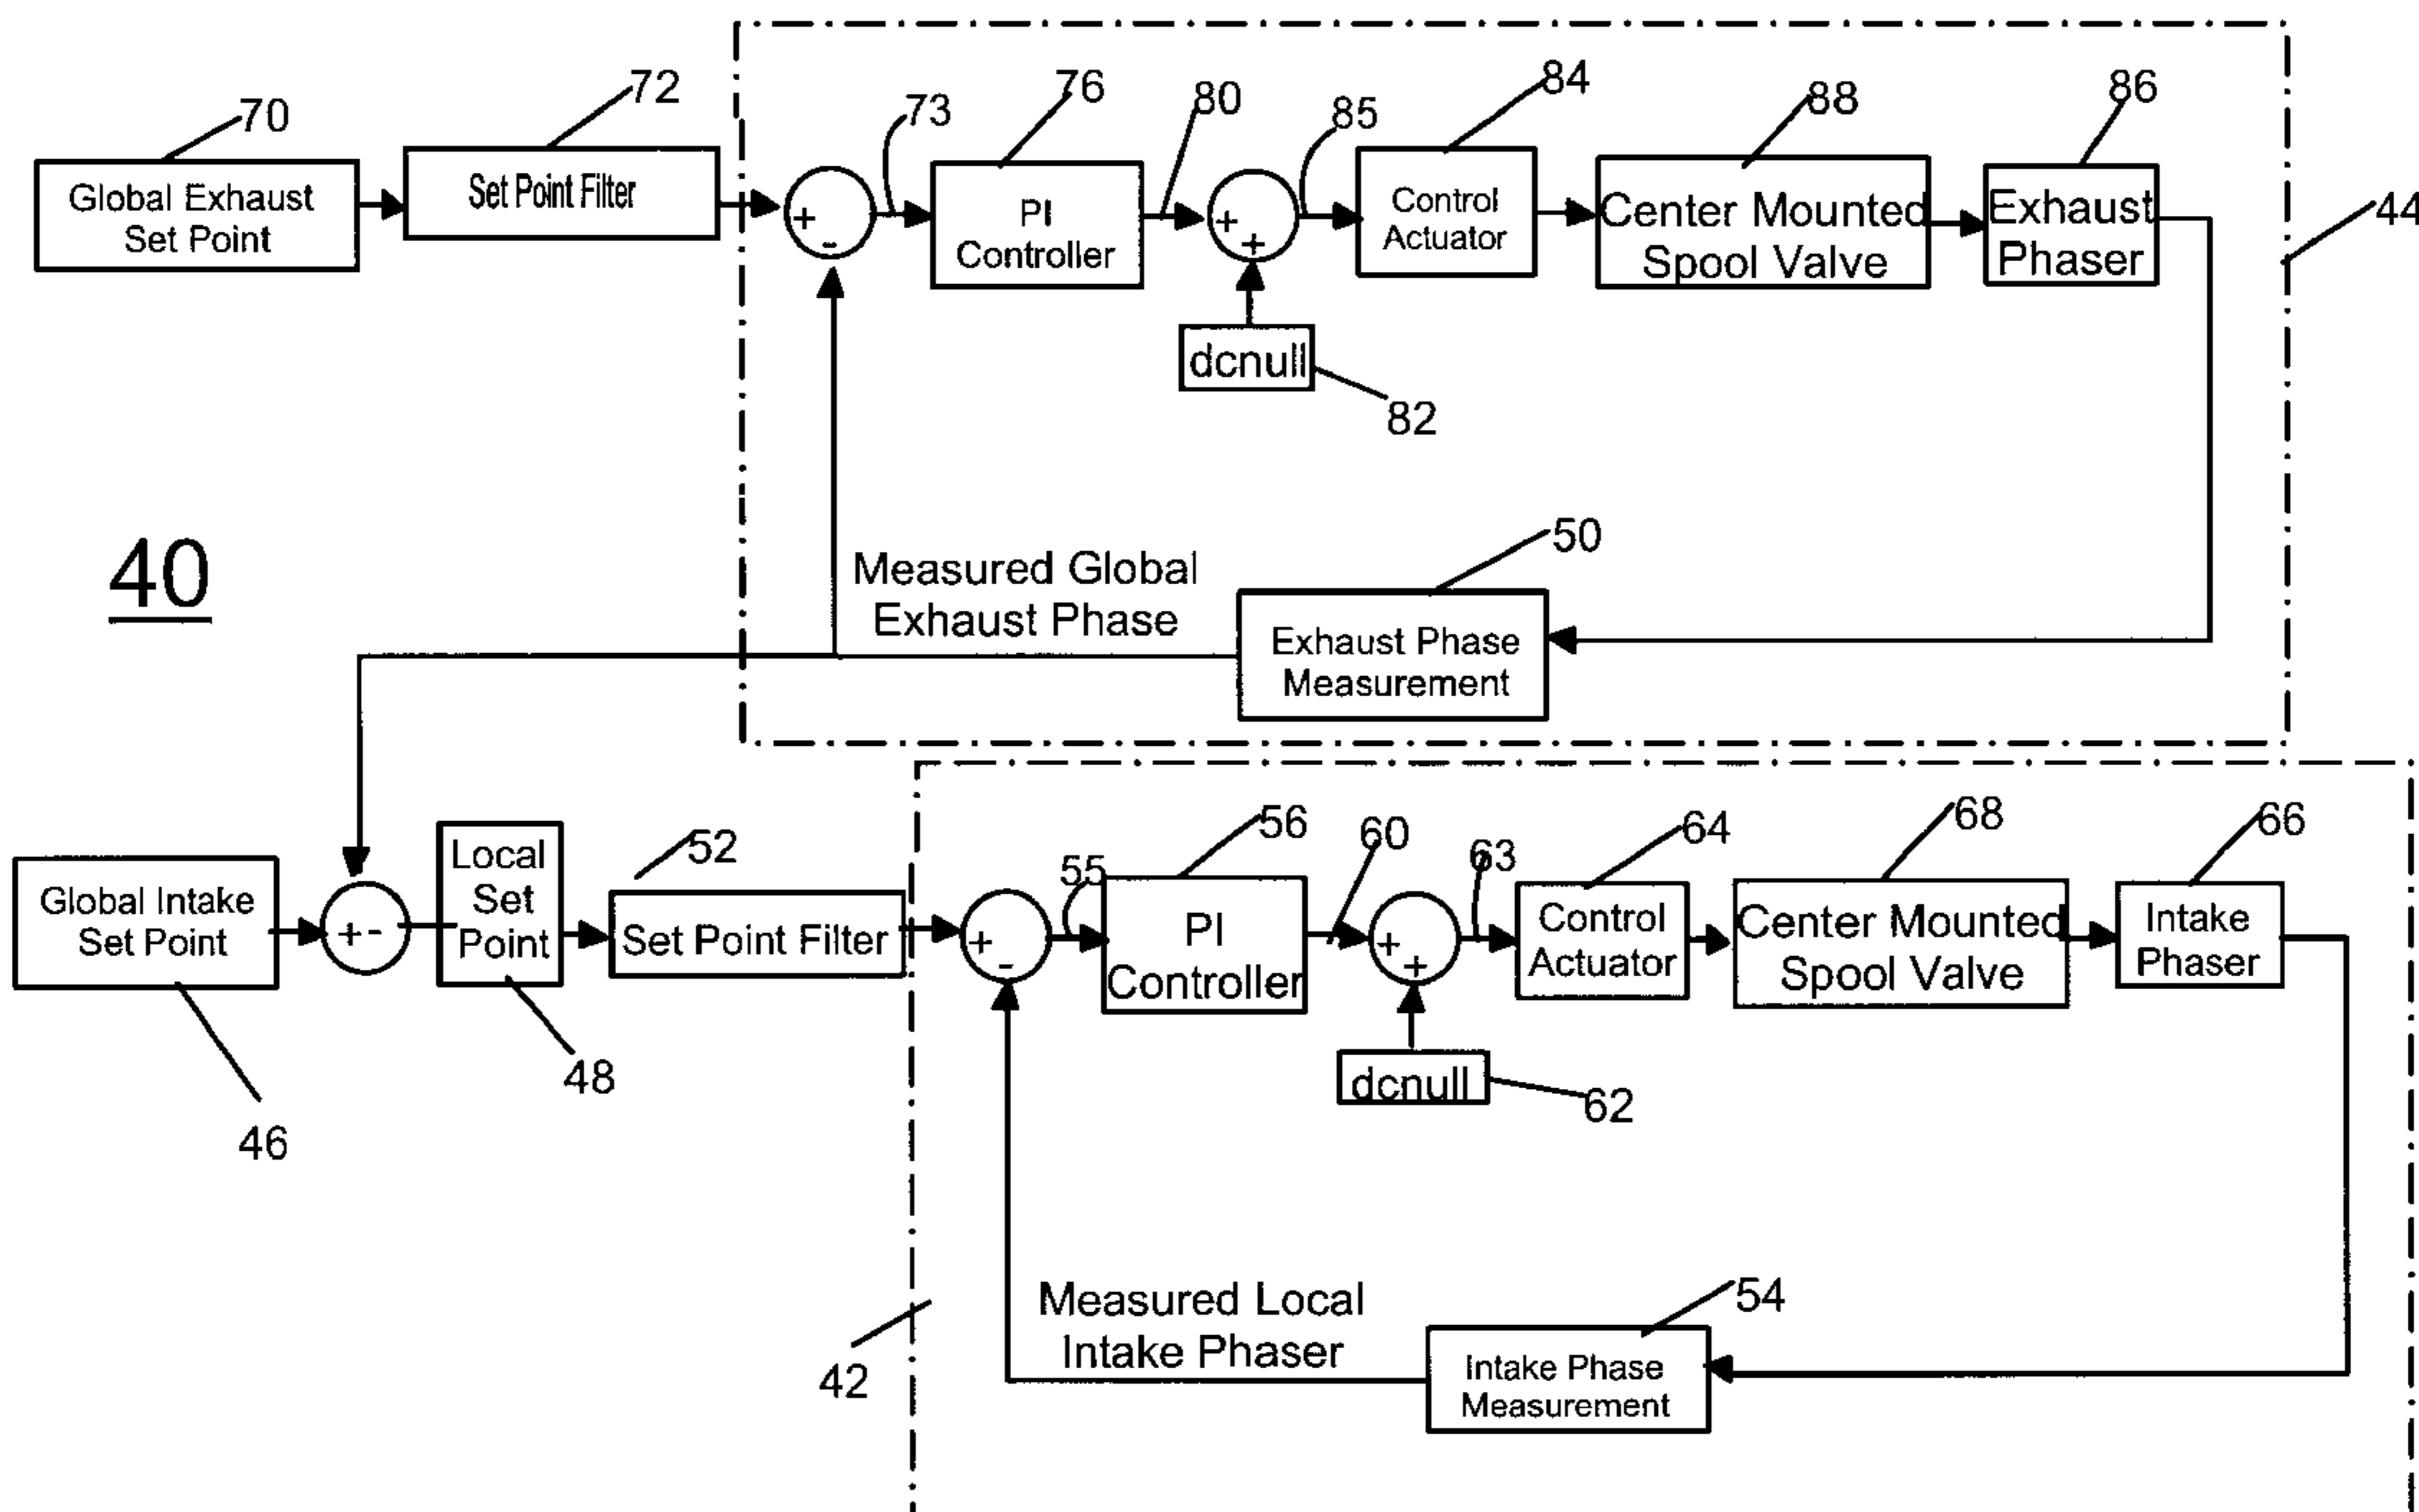 70
72
73
76
80
85
84
88
86
44
Global Exhaust
Set Point
Set Point Filter
+
-
PI
Controller
+
+
Control
Actuator
Center Mounted
Spool Valve
Exhaust
Phaser
dcnull
82
40
Measured Global
Exhaust Phase
50
Exhaust Phase
Measurement
Global Intake
Set Point
46
+-
Local
Set
Point
48
52
Set Point Filter
+
-
55
56
PI
Controller
60
+
+
63
64
Control
Actuator
68
Center Mounted
Spool Valve
66
Intake
Phaser
dcnull
62
42
Measured Local
Intake Phaser
54
Intake Phase
Measurement